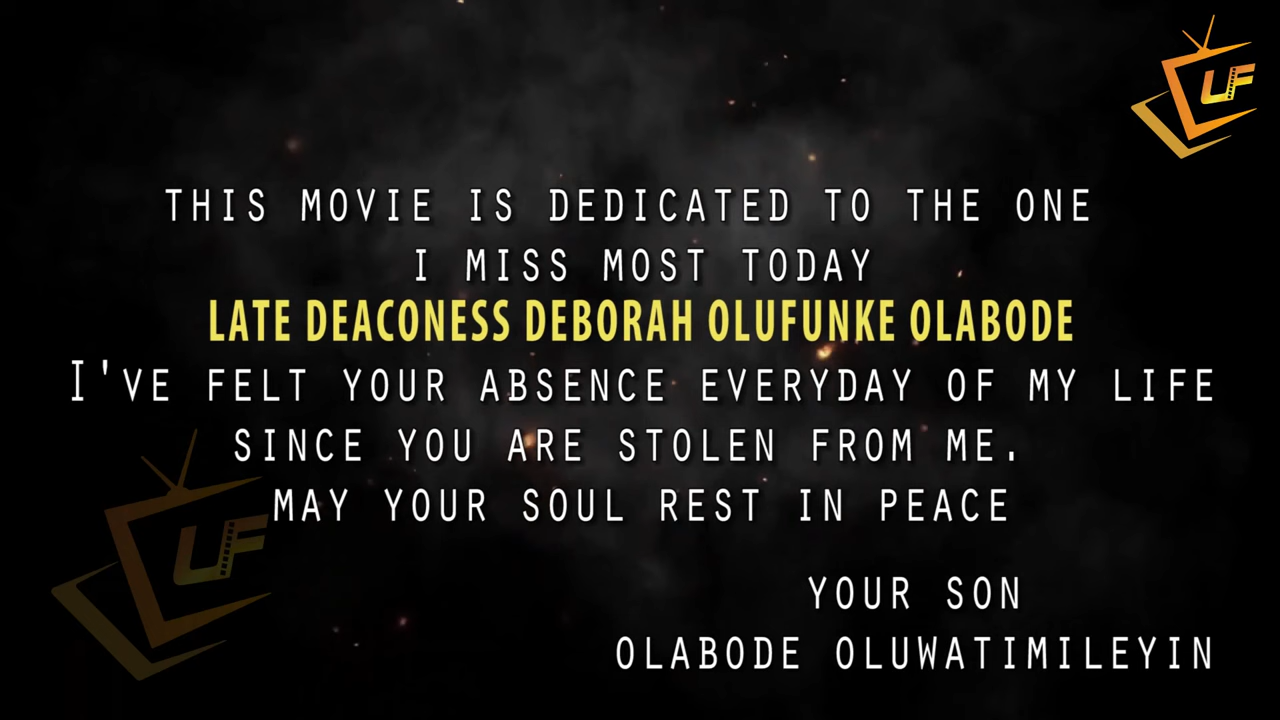 UF
THIS MOVIE IS DEDICATED TO THE ONE
I MISS MOST TODAY
LATE DEACONESS DEBORAH OLUFUNKE OLABODE
I'VE FELT YOUR ABSENCE EVERYDAY OF MY LIFE
SINCE YOU ARE STOLEN FROM ME.
MAY YOUR SOUL REST IN PEACE
UF
YOUR SON
OLABODE OLUWATIMILEYIN